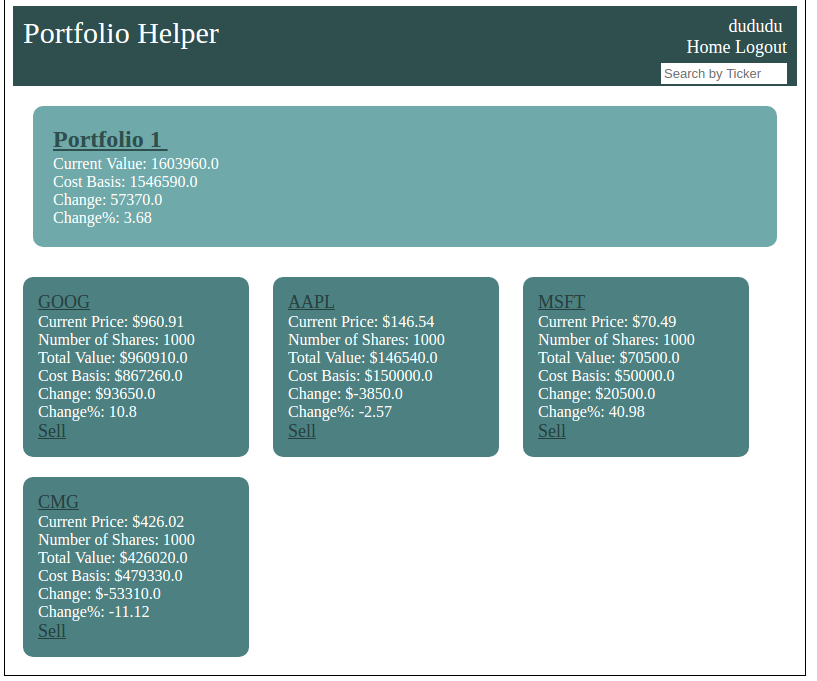 Portfolio Helper
dududu
Home Logout
Search by Ticker
Portfolio 1
Current Value: 1603960.0
Cost Basis: 1546590.0
Change: 57370.0
Change%: 3.68
GOOG
Current Price: $960.91
Number of Shares: 1000
Total Value: $960910.0
Cost Basis: $867260.0
Change: $93650.0
Change%: 10.8
Sell
AAPL
Current Price: $146.54
Number of Shares: 1000
Total Value: $146540.0
Cost Basis: $150000.0
Change: $-3850.0
Change%: -2.57
Sell
MSFT
Current Price: $70.49
Number of Shares: 1000
Total Value: $70500.0
Cost Basis: $50000.0
Change: $20500.0
Change%: 40.98
Sell
CMG
Current Price: $426.02
Number of Shares: 1000
Total Value: $426020.0
Cost Basis: $479330.0
Change: $-53310.0
Change%: -11.12
Sell